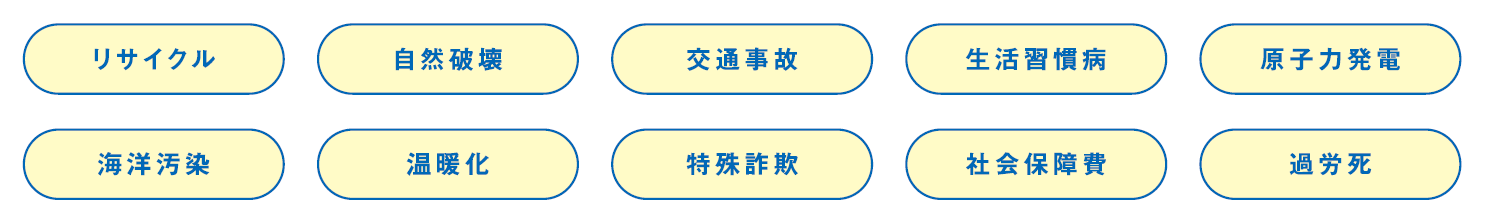 リサイクル
自然破壊
交通事故
生活習慣病
原子力発電
海洋汚染
温暖化
特殊詐欺
社会保障費
過労死